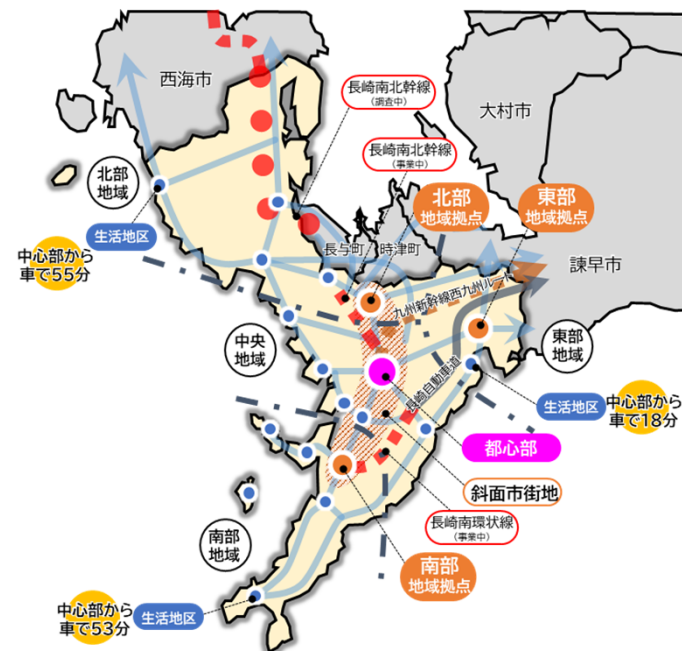 西海市
長崎南北幹線
（調査中）
大村市
長崎南北幹線
（事業中）
北部
地域
北部
地域拠点
東部
地域拠点
生活地区
中心部から
車で55分
長与町
時津町
諫早市
九州新幹線西九州ルート
中央
地域
東部
地域
長崎自動車道
生活地区
中心部から
車で18分
都心部
斜面市街地
長崎南環状線
（事業中）
南部
地域
南部
地域拠点
中心部から
車で53分
生活地区